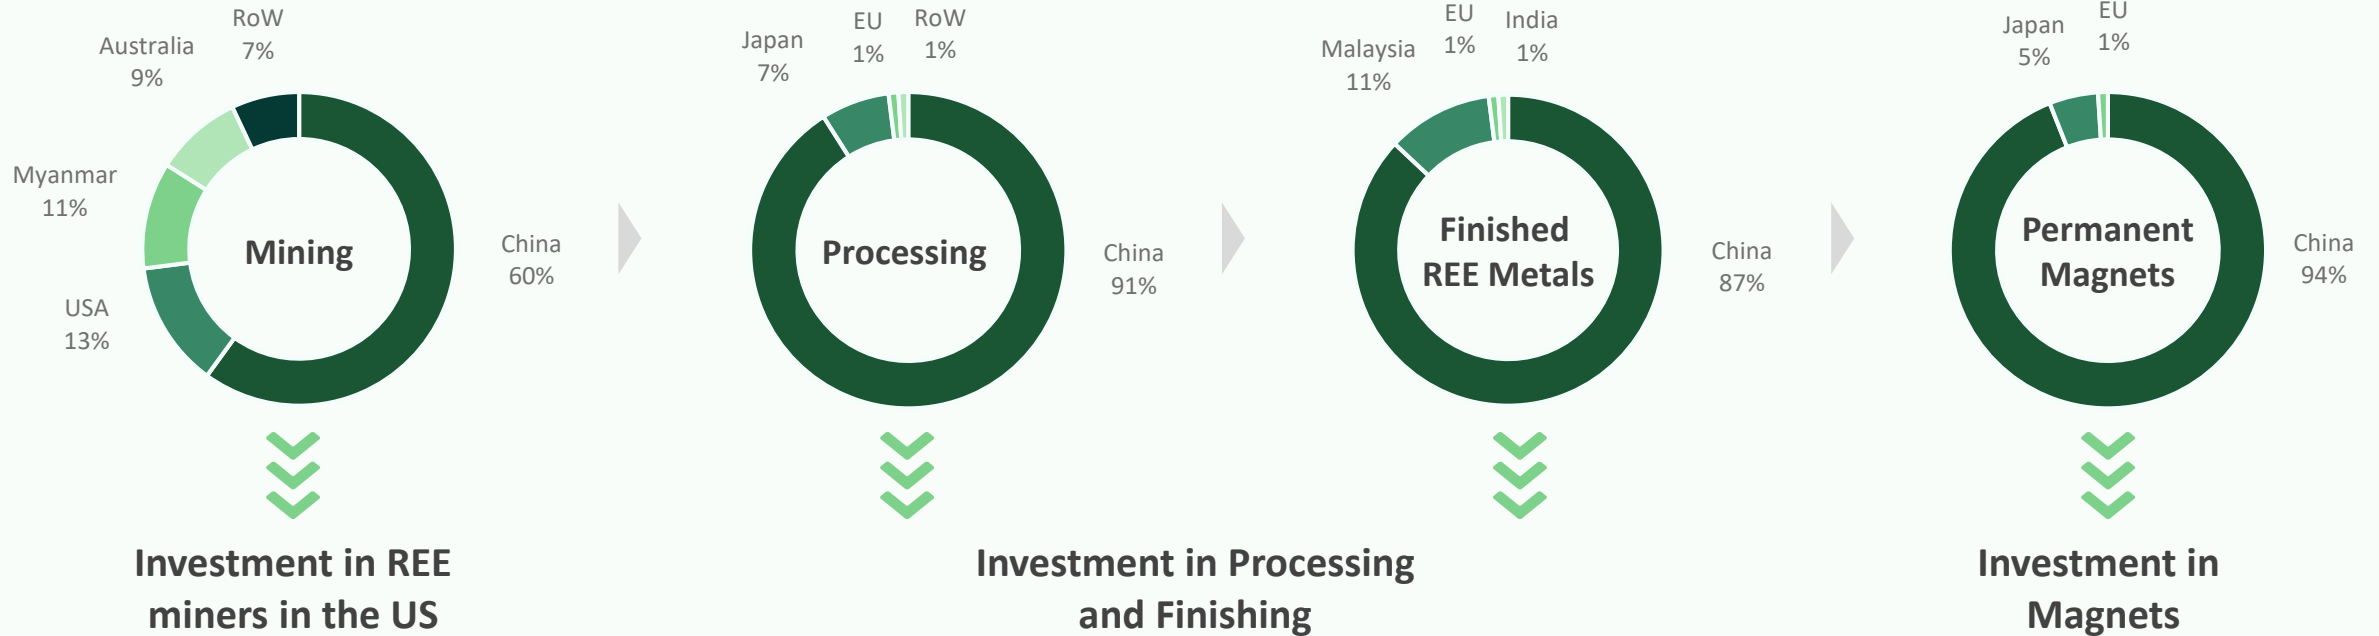 RoW
7%
Australia
9%
Myanmar
11%
USA
13%
Mining
China
60%
Japan
7%
EU
1%
RoW
1%
Processing
China
91%
Malaysia
11%
EU
1%
India
1%
Finished
REE Metals
China
87%
Japan
5%
EU
1%
Permanent
Magnets
China
94%
Investment in REE
miners in the US
Investment in Processing
and Finishing
Investment in
Magnets